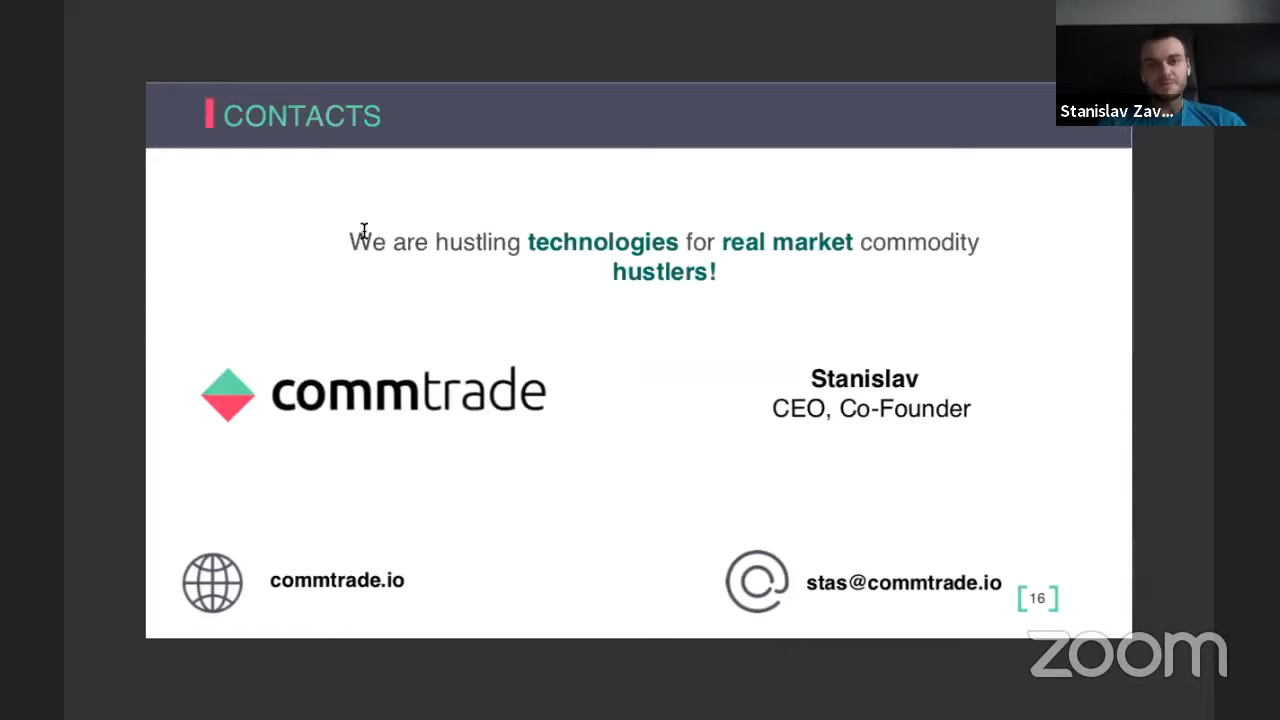 CONTACTS
Stanislav Zav...
We are hustling technologies for real market commodity
hustlers!
commtrade
Stanislav
CEO, Co-Founder
commtrade.io
stas@commtrade.io
16
zoom